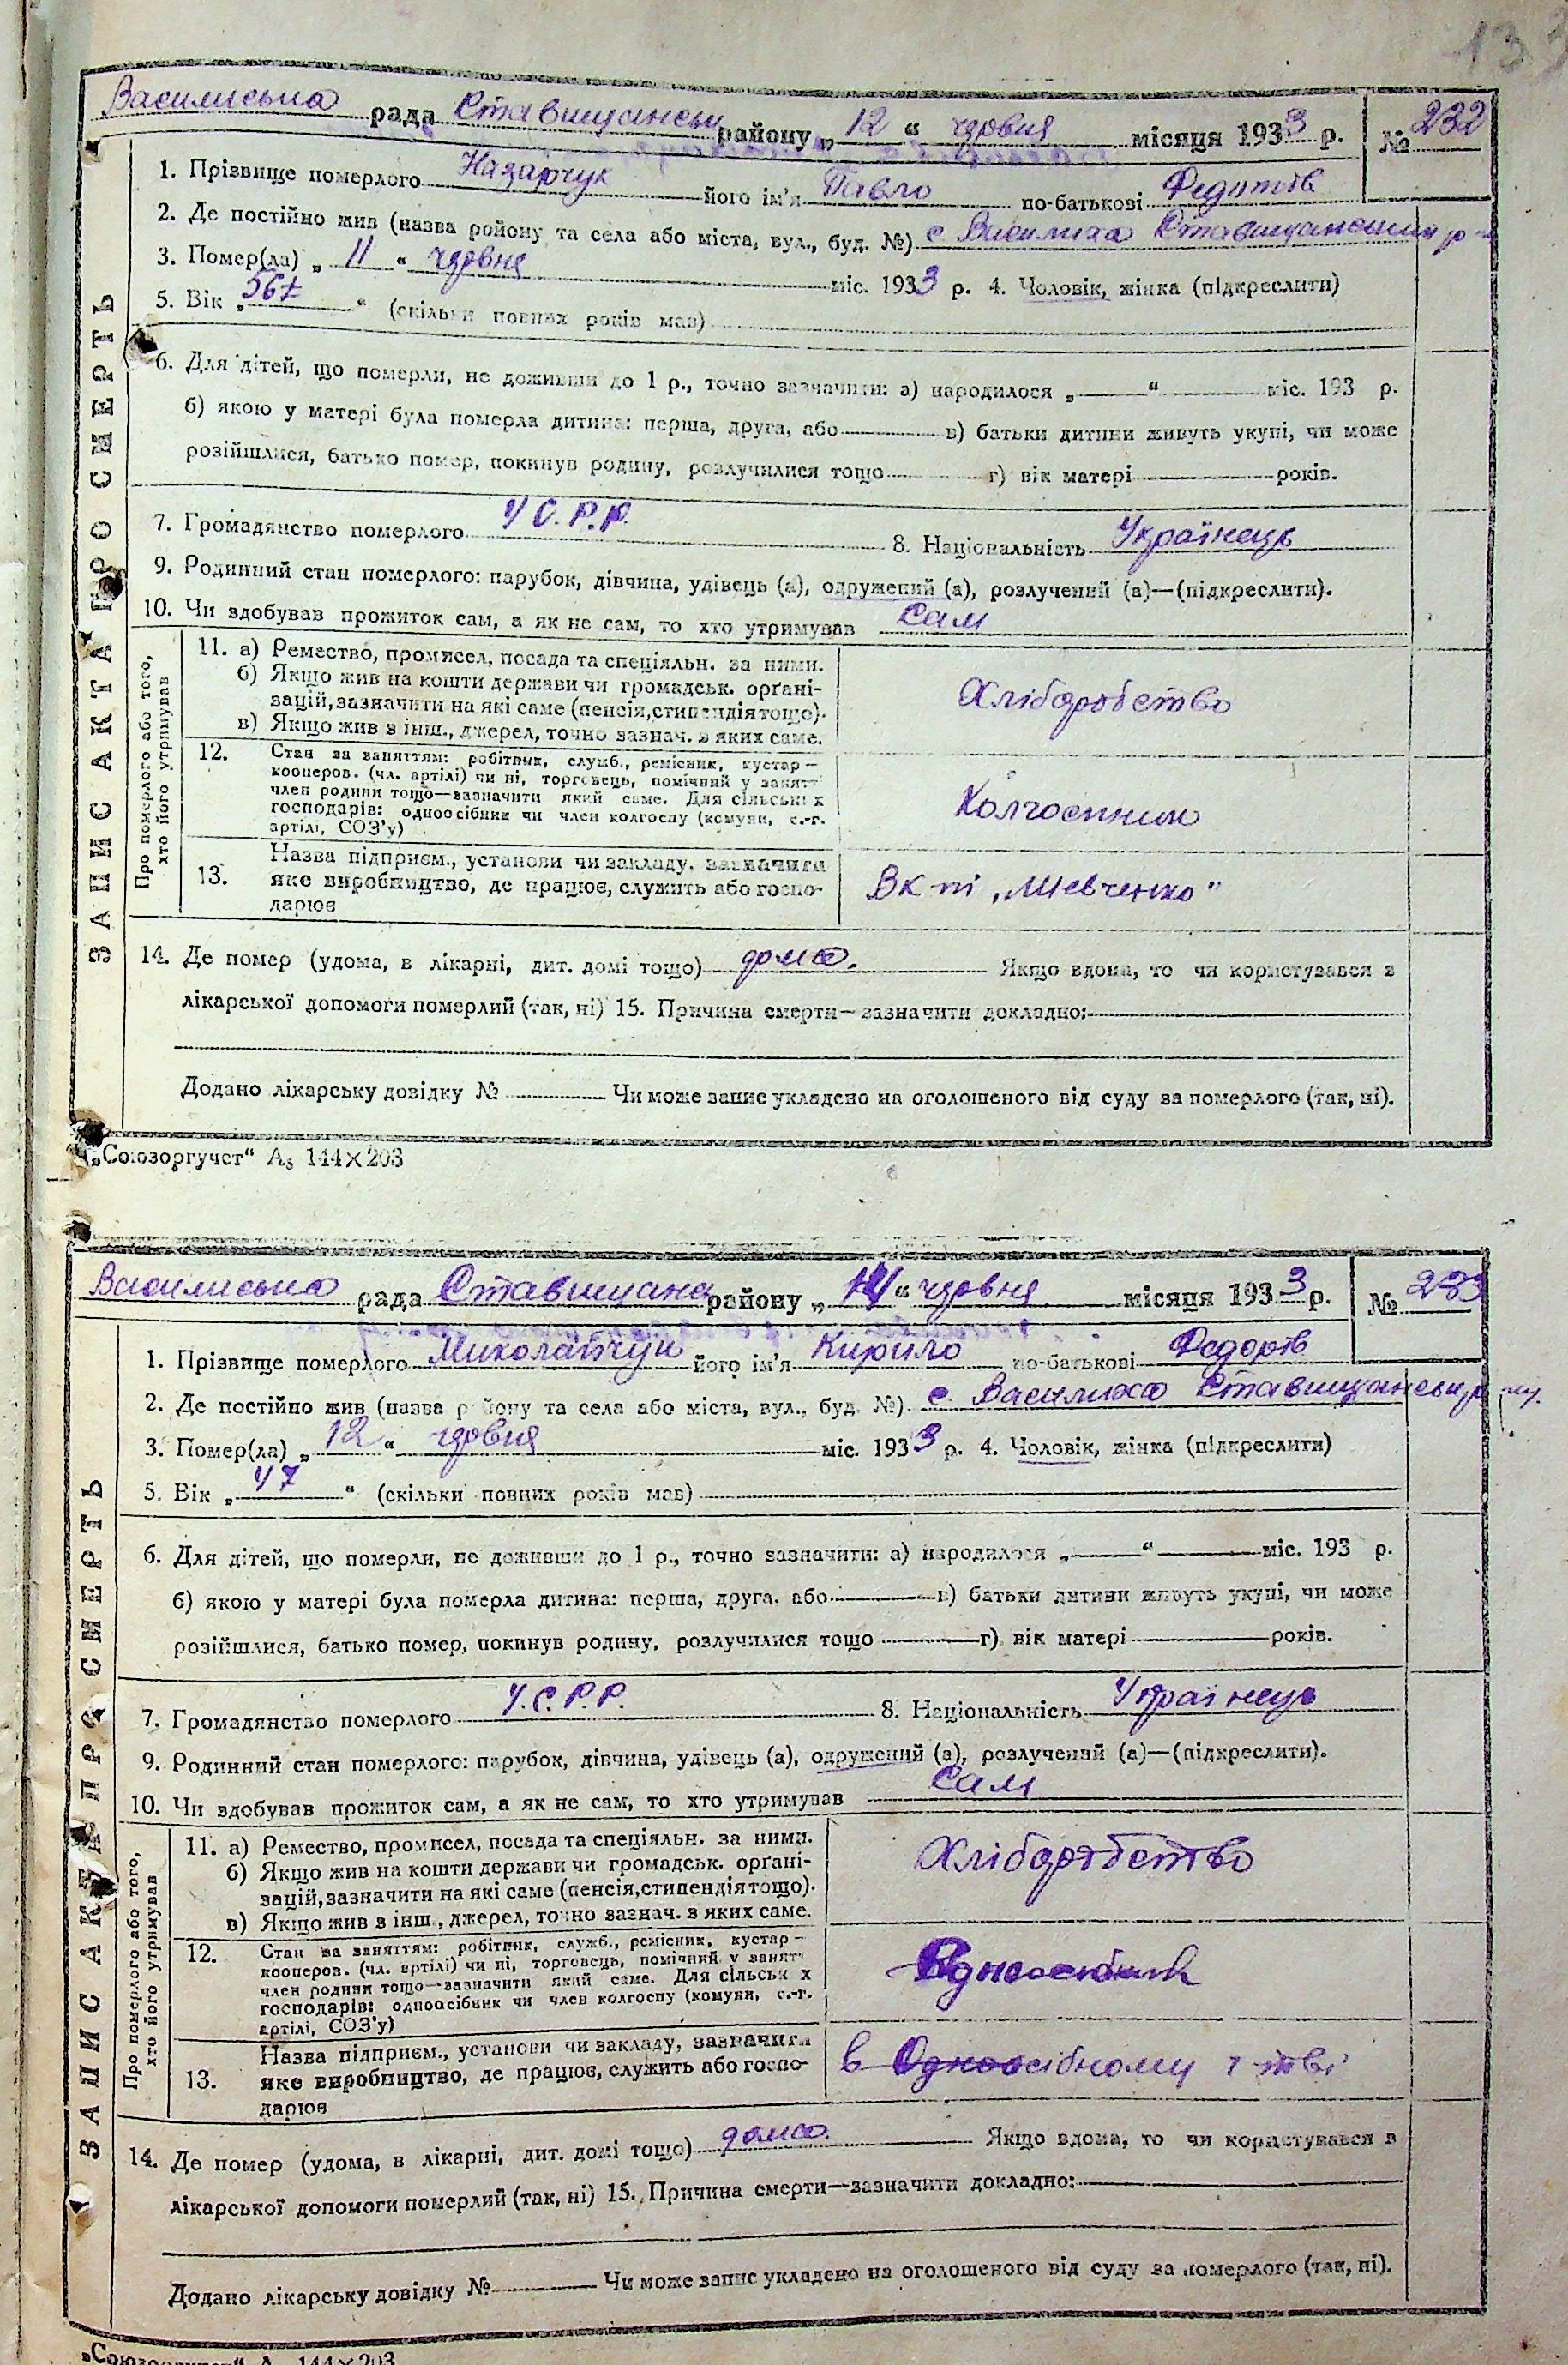 133
Василиська рада Ставищанськ району „ 12 “ червня місяця 1933 р. № 232
1. Прізвище померлого Назарчук його ім'я Павло по-батькові
2. Де постійно жив (назва району та села або міста, вул., буд. №) с Василиха Ставищанський р-н
3. Помер(ла) „ 11 “ червня міс. 1933 р. 4. Чоловік, жінка (підкреслити)
5. Вік „ “ (скільки повних років мав)
6. Для дітей, що померли, не доживши до 1 р., точно зазначити: а) народилося „ “ міс. 193 р.
б) якою у матері була померла дитина: перша, друга, або в) батьки дитини живуть укупі, чи може
розійшлися, батько помер, покинув родину, розлучилися тощо г) вік матері років.
7. Громадянство померлого У С.Р.Р. 8. Національність Українець
9. Родинний стан померлого: парубок, дівчина, удівець (а), одружений (а), розлучений (а)—(підкреслити).
10. Чи здобував прожиток сам, а як не сам, то хто утримував Сам
ЗАПИС АКТА ПРО СМЕРТЬ
Про померлого або того,
хто його утримував
11. а) Ремество, промисел, посада та спеціяльн. за ними.
б) Якщо жив на кошти держави чи громадськ. орґані-
зацій, зазначити на які саме (пенсія, стипендія тощо).
в) Якщо жив з інш., джерел, точно зазнач. з яких саме.
Хліборобство
12. Стан за заняттям: робітник, служб., ремісник, кустар—
кооперов. (чл. артілі) чи ні, торговець, помічний у занятт
член родини тощо—зазначити який саме. Для сільських
господарів: одноосібник чи член колгоспу (комуни, с.-г.
артілі, СОЗ'у)
Колгоспник
13. Назва підприєм., установи чи закладу, зазначити
яке виробництво, де працює, служить або госпо-
дарює
В к-пі „Шевченко"
14. Де помер (удома, в лікарні, дит. домі тощо) дома. Якщо вдома, то чи користувався з
лікарської допомоги померлий (так, ні) 15. Причина смерти—зазначити докладно:
Додано лікарську довідку № Чи може запис укладено на оголошеного від суду за померлого (так, ні).
„Союзоргучет“ А5 144×203
Василиська рада Ставищанс району „ “ червня місяця 1933 р. № 233
1. Прізвище померлого Миколайчук його ім'я Кирило по-батькові Федорів
2. Де постійно жив (назва району та села або міста, вул., буд. №) с. Василиха Ставищанськ р-ну.
3. Помер(ла) „ 12 “ червня міс. 1933 р. 4. Чоловік, жінка (підкреслити)
5. Вік „ 47 “ (скільки повних років мав)
6. Для дітей, що померли, не доживши до 1 р., точно зазначити: а) народилося „ “ міс. 193 р.
б) якою у матері була померла дитина: перша, друга, або в) батьки дитини живуть укупі, чи може
розійшлися, батько помер, покинув родину, розлучилися тощо г) вік матері років.
7. Громадянство померлого У.С.Р.Р. 8. Національність Українець
9. Родинний стан померлого: парубок, дівчина, удівець (а), одружений (а), розлучений (а)—(підкреслити).
10. Чи здобував прожиток сам, а як не сам, то хто утримував Сам
ЗАПИС АКТА ПРО СМЕРТЬ
Про померлого або того,
хто його утримував
11. а) Ремество, промисел, посада та спеціяльн. за ними.
б) Якщо жив на кошти держави чи громадськ. орґані-
зацій, зазначити на які саме (пенсія, стипендія тощо).
в) Якщо жив з інш., джерел, точно зазнач. з яких саме.
Хліборобство
12. Стан за заняттям: робітник, служб., ремісник, кустар—
кооперов. (чл. артілі) чи ні, торговець, помічний у занятт
член родини тощо—зазначити який саме. Для сільськи х
господарів: одноосібник чи член колгоспу (комуни, с.-г.
артілі, СОЗ'у)
Одноосібник
13. Назва підприєм., установи чи закладу, зазначити
яке виробництво, де працює, служить або госпо-
дарює
в Одноосібному г-тві
14. Де помер (удома, в лікарні, дит. домі тощо) дома. Якщо вдома, то чи користувався з
лікарської допомоги померлий (так, ні) 15. Причина смерти—зазначити докладно:
Додано лікарську довідку № Чи може запис укладено на оголошеного від суду за померлого (так, ні).
„Союзоргучет“ А 144×203